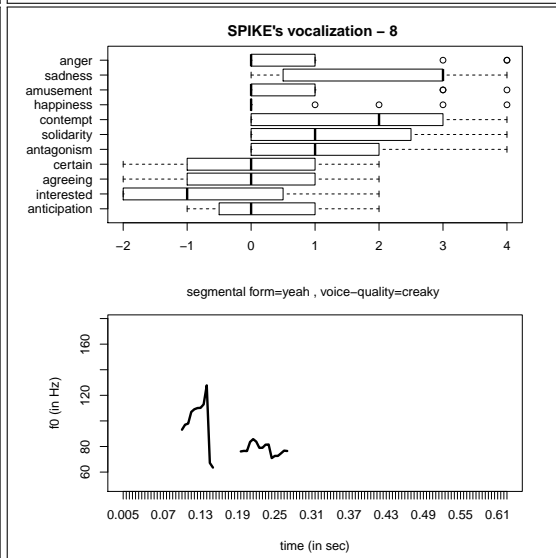 SPIKE's vocalization − 8
anger
sadness
amusement
happiness
contempt
solidarity
antagonism
certain
agreeing
interested
anticipation
−2 −1 0 1 2 3 4
segmental form=yeah , voice−quality=creaky
f0 (in Hz)
160
120
80
60
0.005 0.07 0.13 0.19 0.25 0.31 0.37 0.43 0.49 0.55 0.61
time (in sec)